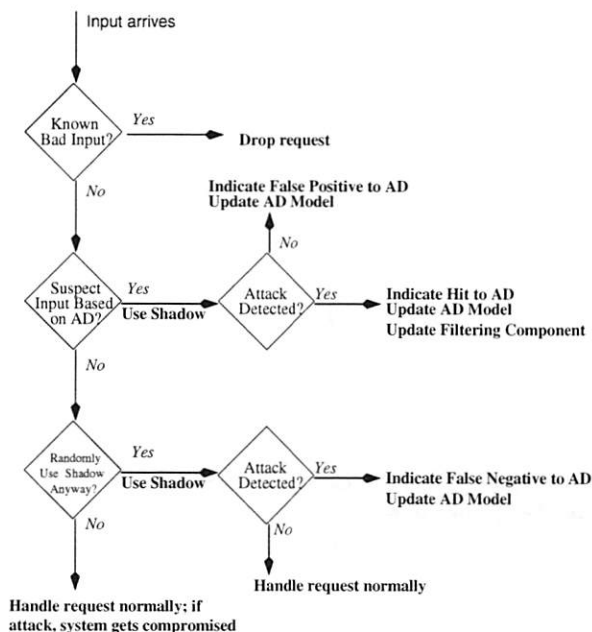 Input arrives
Known
Bad Input?
Yes
Drop request
No
Indicate False Positive to AD
Update AD Model
No
Suspect
Input Based
on AD?
Yes
Use Shadow
Attack
Detected?
Yes
Indicate Hit to AD
Update AD Model
Update Filtering Component
No
Randomly
Use Shadow
Anyway?
Yes
Use Shadow
Attack
Detected?
Yes
Indicate False Negative to AD
Update AD Model
No
No
Handle request normally
Handle request normally; if
attack, system gets compromised